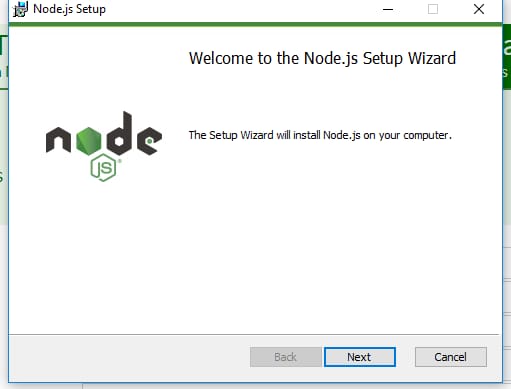 Node.js Setup
Welcome to the Node.js Setup Wizard
node
JS
The Setup Wizard will install Node.js on your computer.
Back
Next
Cancel